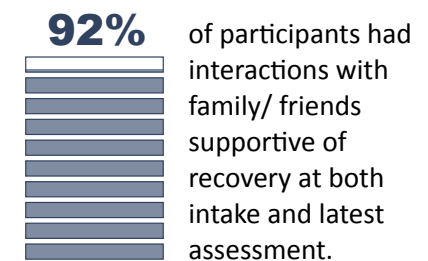 92%
of participants had
interactions with
family/ friends
supportive of
recovery at both
intake and latest
assessment.